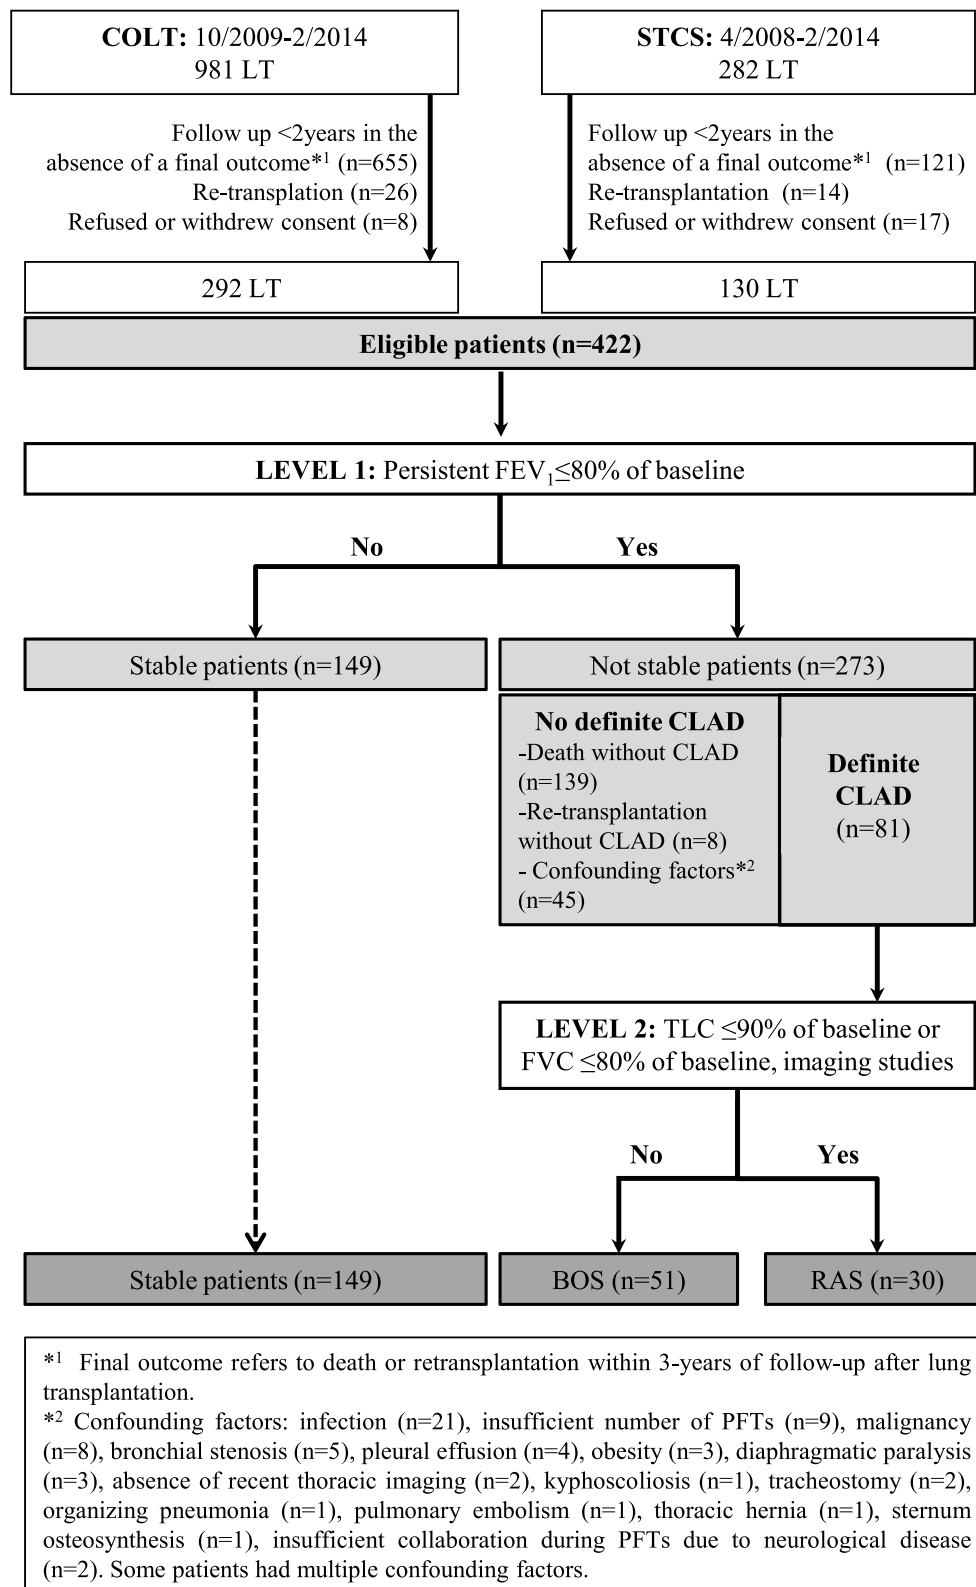 COLT: 10/2009-2/2014
981 LT
STCS: 4/2008-2/2014
282 LT
Follow up <2years in the
absence of a final outcome*1 (n=655)
Re-transplation (n=26)
Refused or withdrew consent (n=8)
Follow up <2years in the
absence of a final outcome*1 (n=121)
Re-transplantation (n=14)
Refused or withdrew consent (n=17)
292 LT
130 LT
Eligible patients (n=422)
LEVEL 1: Persistent FEV1≤80% of baseline
No
Yes
Stable patients (n=149)
Not stable patients (n=273)
No definite CLAD
-Death without CLAD
(n=139)
-Re-transplantation
without CLAD (n=8)
- Confounding factors*2
(n=45)
Definite
CLAD
(n=81)
LEVEL 2: TLC ≤90% of baseline or
FVC ≤80% of baseline, imaging studies
No
Yes
Stable patients (n=149)
BOS (n=51)
RAS (n=30)
*1 Final outcome refers to death or retransplantation within 3-years of follow-up after lung
transplantation.
*2 Confounding factors: infection (n=21), insufficient number of PFTs (n=9), malignancy
(n=8), bronchial stenosis (n=5), pleural effusion (n=4), obesity (n=3), diaphragmatic paralysis
(n=3), absence of recent thoracic imaging (n=2), kyphoscoliosis (n=1), tracheostomy (n=2),
organizing pneumonia (n=1), pulmonary embolism (n=1), thoracic hernia (n=1), sternum
osteosynthesis (n=1), insufficient collaboration during PFTs due to neurological disease
(n=2). Some patients had multiple confounding factors.